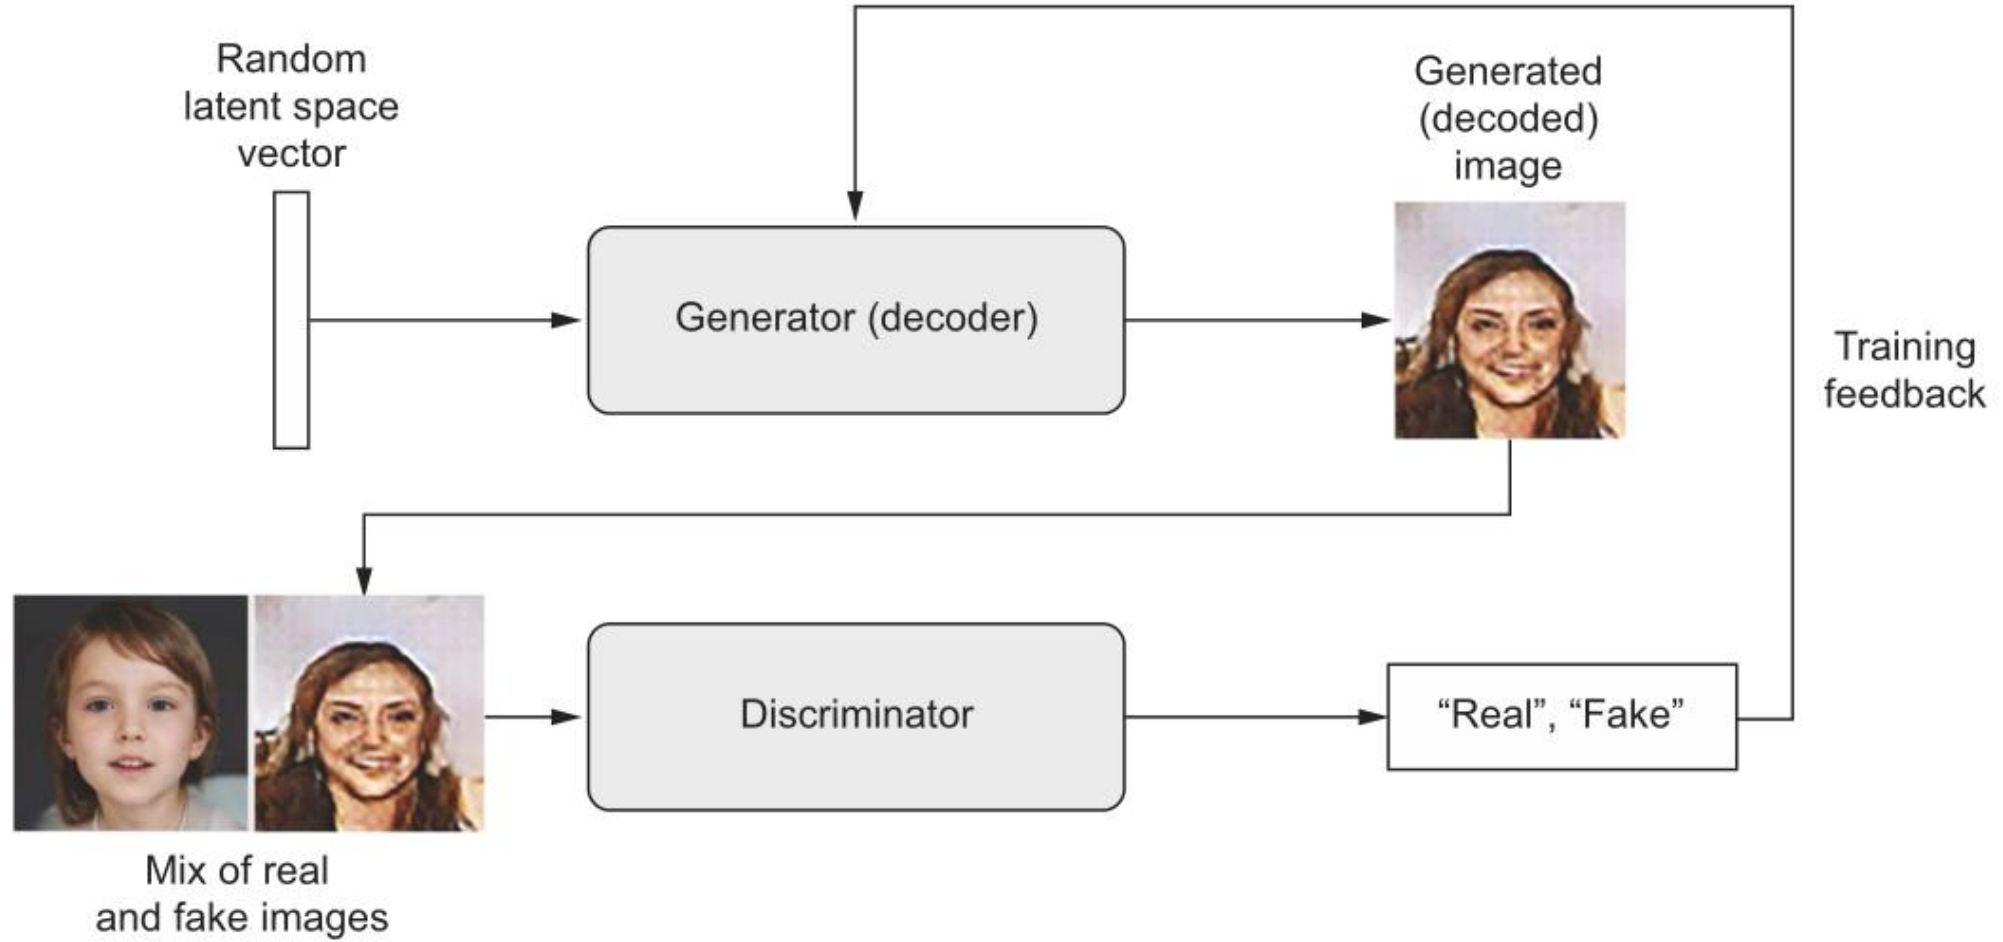 Random
latent space
vector
Generated
(decoded)
image
Generator (decoder)
Training
feedback
Discriminator
“Real”, “Fake”
Mix of real
and fake images